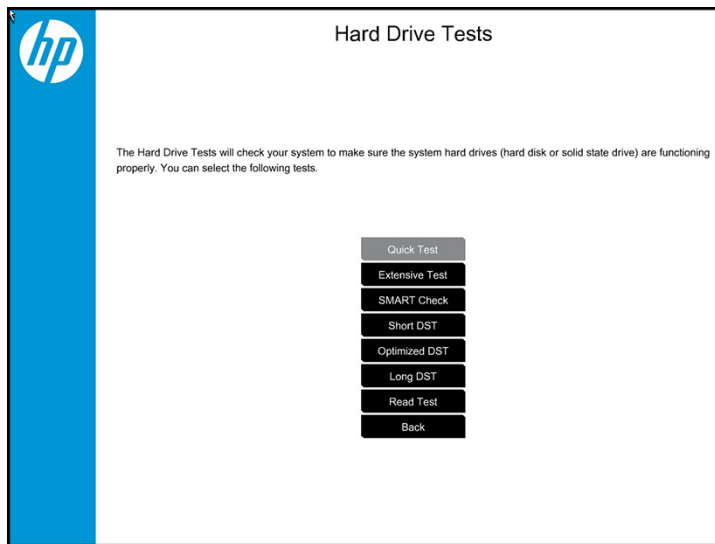 hp
Hard Drive Tests
The Hard Drive Tests will check your system to make sure the system hard drives (hard disk or solid state drive) are functioning
properly. You can select the following tests.
Quick Test
Extensive Test
SMART Check
Short DST
Optimized DST
Long DST
Read Test
Back